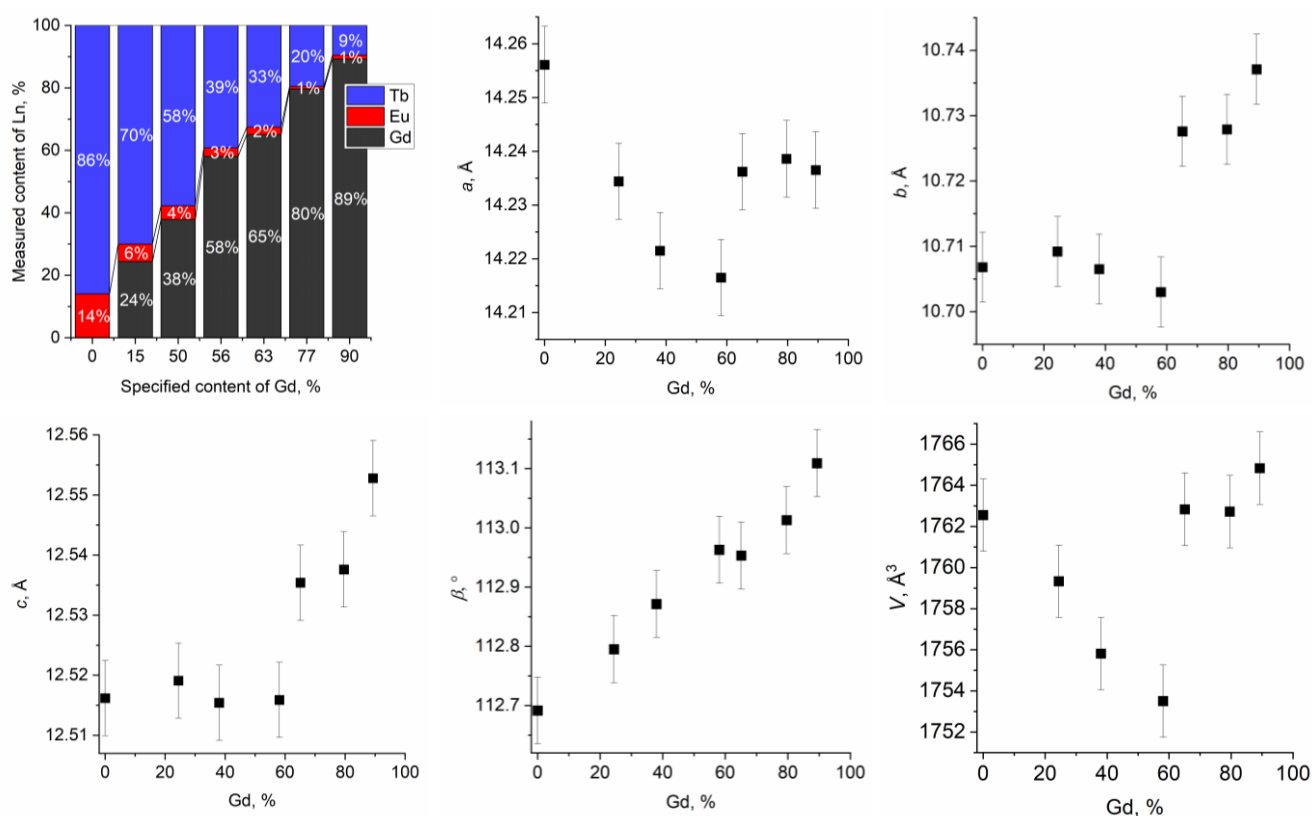 100
80
60
40
20
0
Measured content of Ln, %
86%
14%
70%
6%
24%
58%
4%
38%
39%
3%
58%
33%
2%
65%
20%
1%
80%
9%
1%
89%
Tb
Eu
Gd
0 15 50 56 63 77 90
Specified content of Gd, %
14.26
14.25
14.24
14.23
14.22
14.21
a, Å
0 20 40 60 80 100
Gd, %
10.74
10.73
10.72
10.71
10.70
b, Å
0 20 40 60 80 100
Gd, %
12.56
12.55
12.54
12.53
12.52
12.51
c, Å
0 20 40 60 80 100
Gd, %
113.1
113.0
112.9
112.8
112.7
β, °
0 20 40 60 80 100
Gd, %
1766
1764
1762
1760
1758
1756
1754
1752
V, Å³
0 20 40 60 80 100
Gd, %